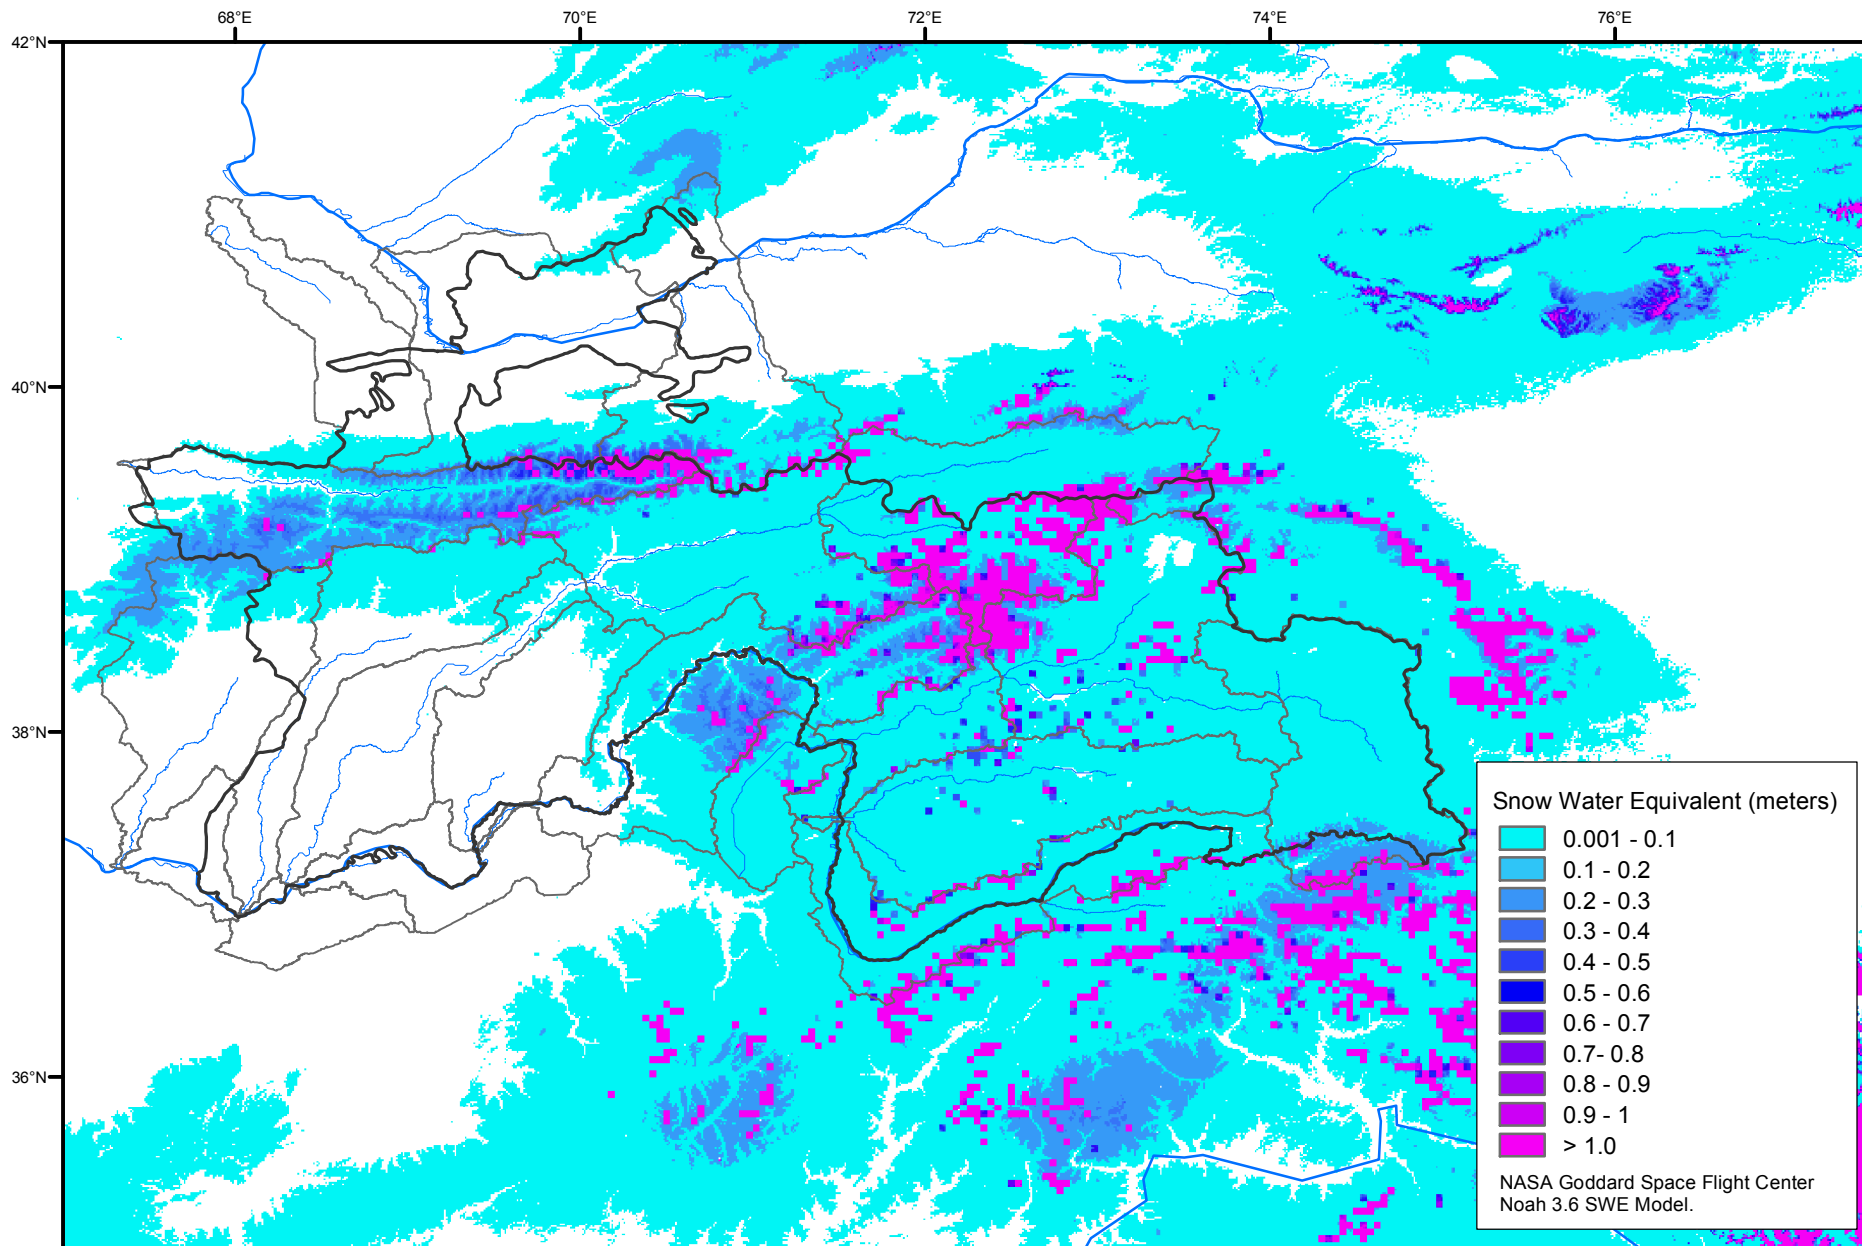 68°E
70°E
72°E
74°E
76°E
42°N
40°N
38°N
36°N
Snow Water Equivalent (meters)
0.001 - 0.1
0.1 - 0.2
0.2 - 0.3
0.3 - 0.4
0.4 - 0.5
0.5 - 0.6
0.6 - 0.7
0.7- 0.8
0.8 - 0.9
0.9 - 1
> 1.0
NASA Goddard Space Flight Center
Noah 3.6 SWE Model.